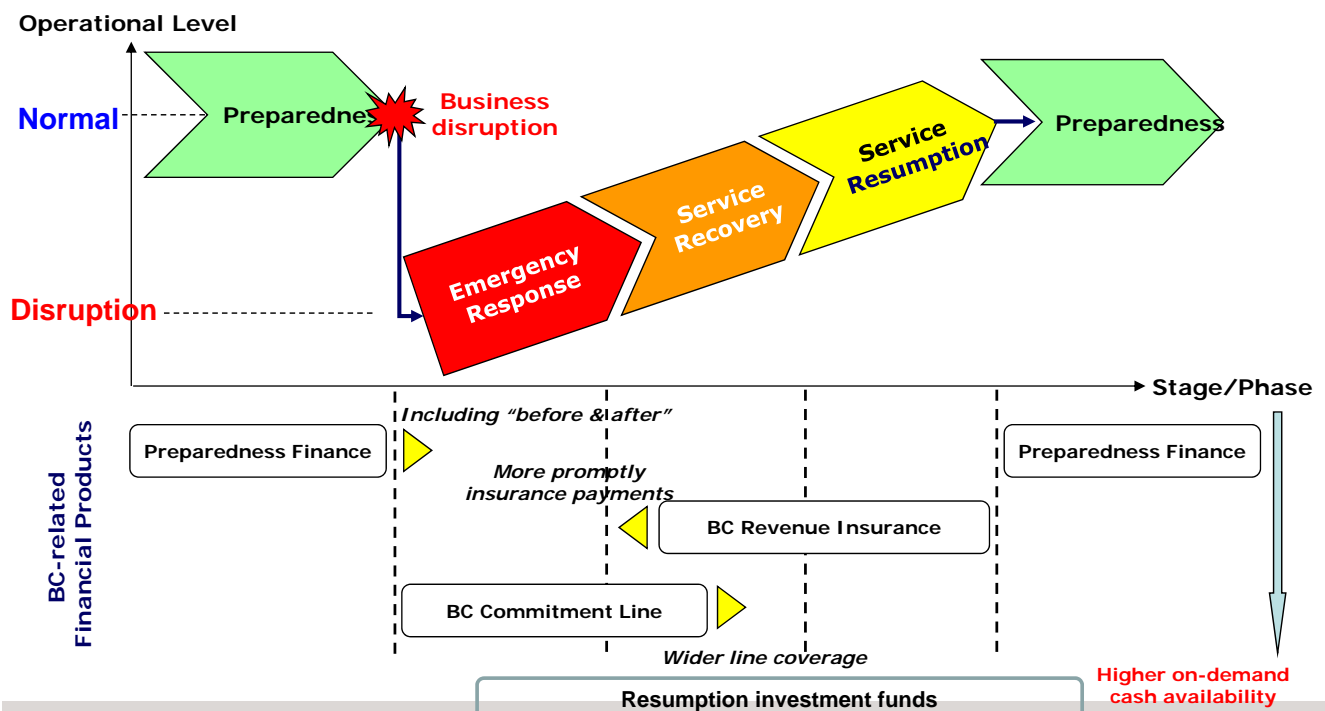 Operational Level
Normal
Preparedness
Business
disruption
Service
Resumption
Preparedness
Service
Recovery
Emergency
Response
Disruption
Stage/Phase
BC-related
Financial Products
Including “before & after”
Preparedness Finance
Preparedness Finance
More promptly
insurance payments
BC Revenue Insurance
BC Commitment Line
Wider line coverage
Resumption investment funds
Higher on-demand
cash availability